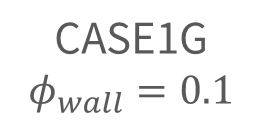 CASE1G
ϕ_wall = 0.1